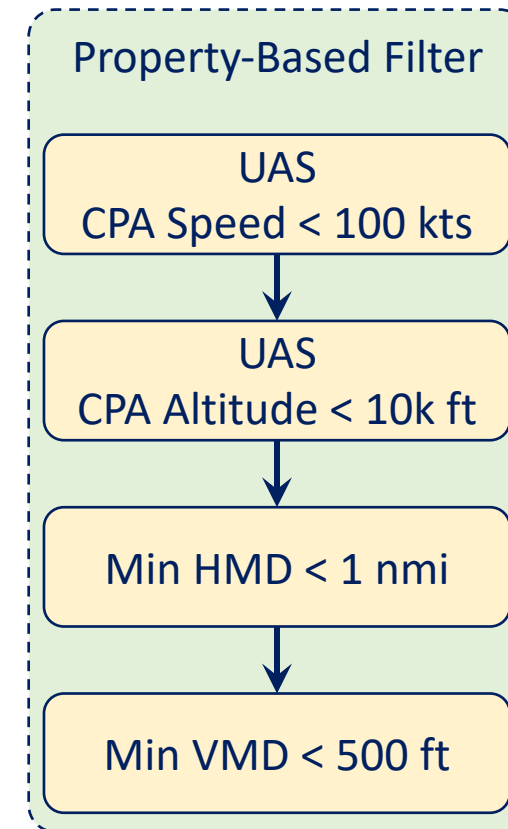 Property-Based Filter
UAS
CPA Speed < 100 kts
UAS
CPA Altitude < 10k ft
Min HMD < 1 nmi
Min VMD < 500 ft